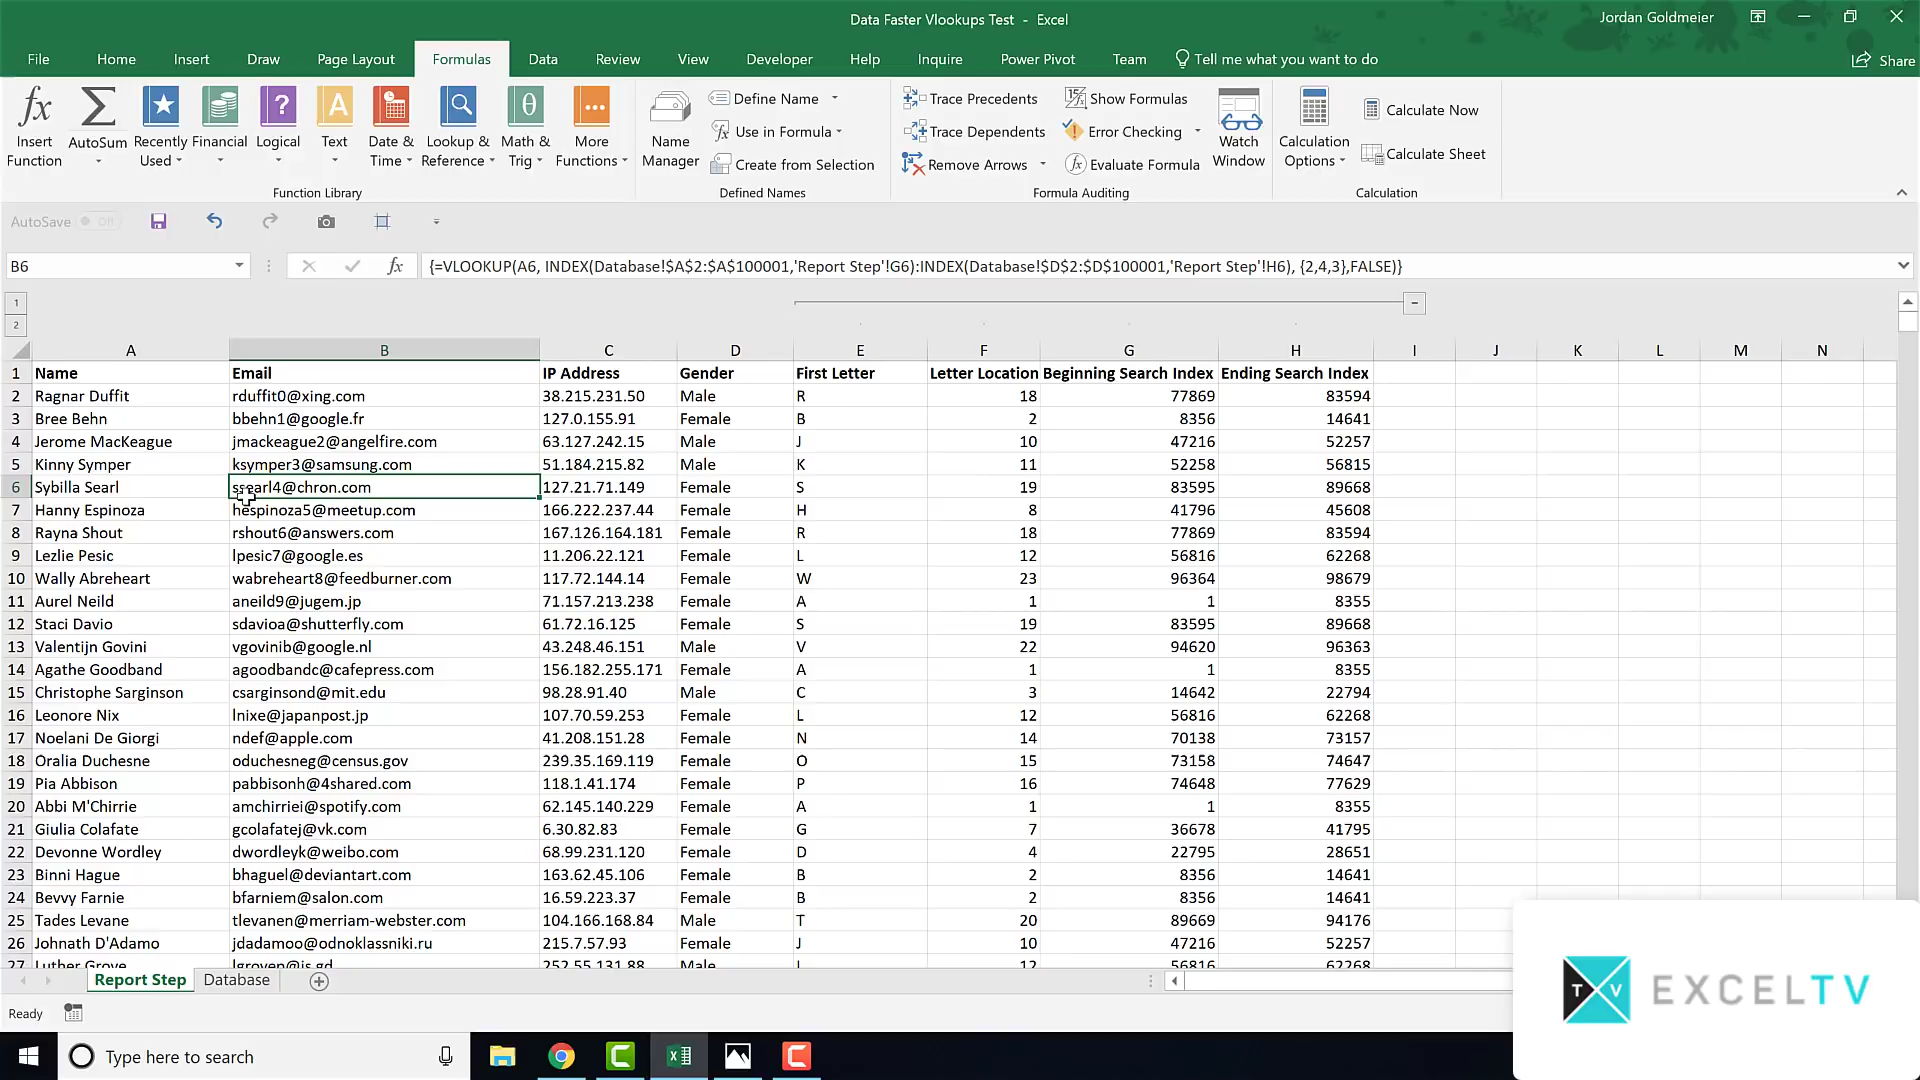 Data Faster Vlookups Test - Excel
Jordan Goldmeier
File Home Insert Draw Page Layout Formulas Data Review View Developer Help Inquire Power Pivot Team Tell me what you want to do Share
Insert Function
AutoSum
Recently Used
Financial
Logical
Text
Date & Time
Lookup & Reference
Math & Trig
More Functions
Function Library
Name Manager
Define Name
Use in Formula
Create from Selection
Defined Names
Trace Precedents
Trace Dependents
Remove Arrows
Show Formulas
Error Checking
Evaluate Formula
Formula Auditing
Watch Window
Calculation Options
Calculate Now
Calculate Sheet
Calculation
AutoSave Off
B6
fx
{=VLOOKUP(A6, INDEX(Database!$A$2:$A$100001,'Report Step'!G6):INDEX(Database!$D$2:$D$100001,'Report Step'!H6), {2,4,3},FALSE)}
1
2
A B C D E F G H I J K L M N
1 Name Email IP Address Gender First Letter Letter Location Beginning Search Index Ending Search Index
2 Ragnar Duffit rduffit0@xing.com 38.215.231.50 Male R 18 77869 83594
3 Bree Behn bbehn1@google.fr 127.0.155.91 Female B 2 8356 14641
4 Jerome MacKeague jmackeague2@angelfire.com 63.127.242.15 Male J 10 47216 52257
5 Kinny Symper ksymper3@samsung.com 51.184.215.82 Male K 11 52258 56815
6 Sybilla Searl ssearl4@chron.com 127.21.71.149 Female S 19 83595 89668
7 Hanny Espinoza hespinoza5@meetup.com 166.222.237.44 Female H 8 41796 45608
8 Rayna Shout rshout6@answers.com 167.126.164.181 Female R 18 77869 83594
9 Lezlie Pesic lpesic7@google.es 11.206.22.121 Female L 12 56816 62268
10 Wally Abreheart wabreheart8@feedburner.com 117.72.144.14 Female W 23 96364 98679
11 Aurel Neild aneild9@jugem.jp 71.157.213.238 Female A 1 1 8355
12 Staci Davio sdavioa@shutterfly.com 61.72.16.125 Female S 19 83595 89668
13 Valentijn Govini vgovinib@google.nl 43.248.46.151 Male V 22 94620 96363
14 Agathe Goodband agoodbandc@cafepress.com 156.182.255.171 Female A 1 1 8355
15 Christophe Sarginson csarginsond@mit.edu 98.28.91.40 Male C 3 14642 22794
16 Leonore Nix lnixe@japanpost.jp 107.70.59.253 Female L 12 56816 62268
17 Noelani De Giorgi ndef@apple.com 41.208.151.28 Female N 14 70138 73157
18 Oralia Duchesne oduchesneg@census.gov 239.35.169.119 Female O 15 73158 74647
19 Pia Abbison pabbisonh@4shared.com 118.1.41.174 Female P 16 74648 77629
20 Abbi M'Chirrie amchirriei@spotify.com 62.145.140.229 Female A 1 1 8355
21 Giulia Colafate gcolafatej@vk.com 6.30.82.83 Female G 7 36678 41795
22 Devonne Wordley dwordleyk@weibo.com 68.99.231.120 Female D 4 22795 28651
23 Binni Hague bhaguel@deviantart.com 163.62.45.106 Female B 2 8356 14641
24 Bevvy Farnie bfarniem@salon.com 16.59.223.37 Female B 2 8356 14641
25 Tades Levane tlevanen@merriam-webster.com 104.166.168.84 Male T 20 89669 94176
26 Johnath D'Adamo jdadamoo@odnoklassniki.ru 215.7.57.93 Female J 10 47216 52257
27 Luther Grove lgrovep@is.gd 252.55.131.88 Male L 12 56816 62268
Report Step Database
Ready
Type here to search
TV EXCELTV